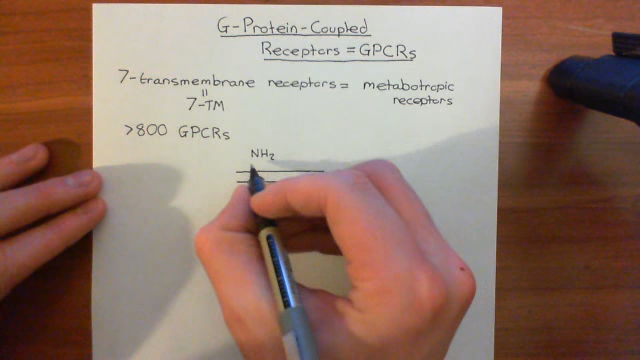 G-Protein-Coupled
Receptors = GPCRs
7-transmembrane receptors = metabotropic
receptors
=
7-TM
>800 GPCRs
NH2